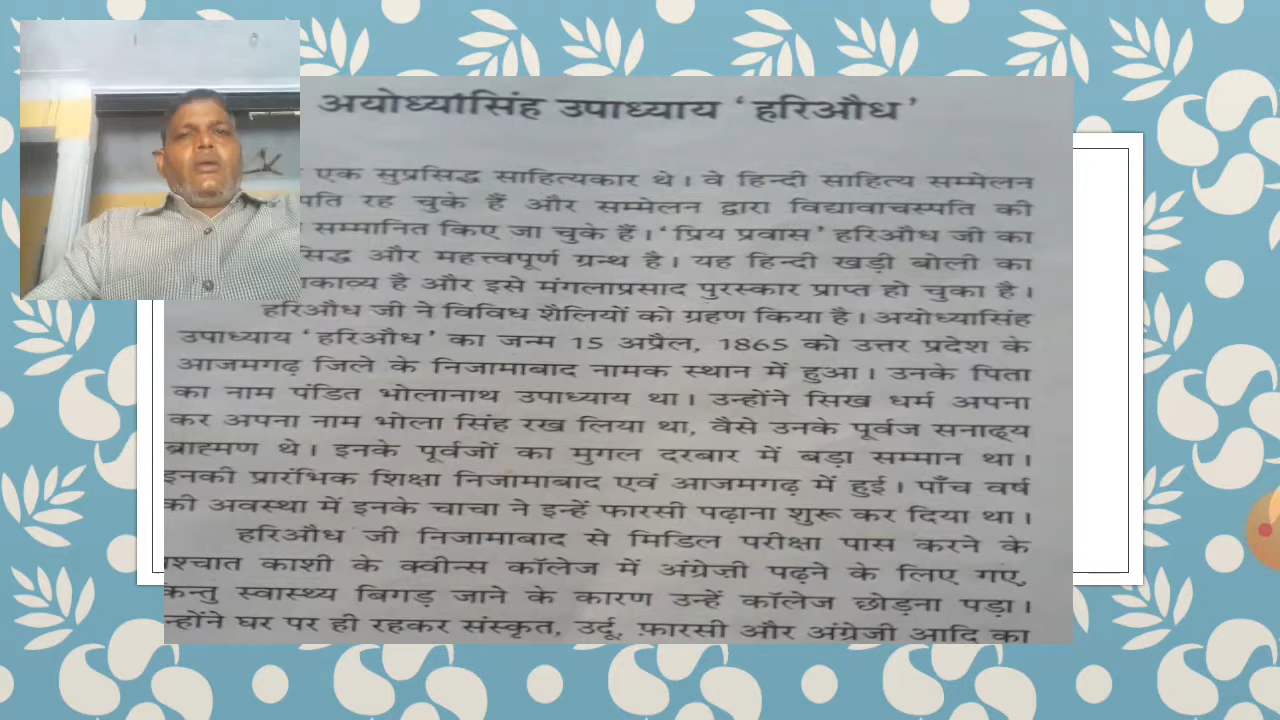 अयोध्यासिंह उपाध्याय ‘हरिऔध’
एक सुप्रसिद्ध साहित्यकार थे। वे हिन्दी साहित्य सम्मेलन
रह चुके हैं और सम्मेलन द्वारा विद्यावाचस्पति की
सम्मानित किए जा चुके हैं। ‘प्रिय प्रवास’ हरिऔध जी का
और महत्त्वपूर्ण ग्रन्थ है। यह हिन्दी खड़ी बोली का
है और इसे मंगलाप्रसाद पुरस्कार प्राप्त हो चुका है।
हरिऔध जी ने विविध शैलियों को ग्रहण किया है। अयोध्यासिंह
उपाध्याय ‘हरिऔध’ का जन्म 15 अप्रैल, 1865 को उत्तर प्रदेश के
आजमगढ़ जिले के निजामाबाद नामक स्थान में हुआ। उनके पिता
का नाम पंडित भोलानाथ उपाध्याय था। उन्होंने सिख धर्म अपना
कर अपना नाम भोला सिंह रख लिया था, वैसे उनके पूर्वज सनाढ्य
ब्राह्मण थे। इनके पूर्वजों का मुगल दरबार में बड़ा सम्मान था।
इनकी प्रारंभिक शिक्षा निजामाबाद एवं आजमगढ़ में हुई। पाँच वर्ष
की अवस्था में इनके चाचा ने इन्हें फारसी पढ़ाना शुरू कर दिया था।
हरिऔध जी निजामाबाद से मिडिल परीक्षा पास करने के
काशी के क्वीन्स कॉलेज में अंग्रेज़ी पढ़ने के लिए गए,
स्वास्थ्य बिगड़ जाने के कारण उन्हें कॉलेज छोड़ना पड़ा।
घर पर ही रहकर संस्कृत, उर्दू, फ़ारसी और अंग्रेजी आदि का